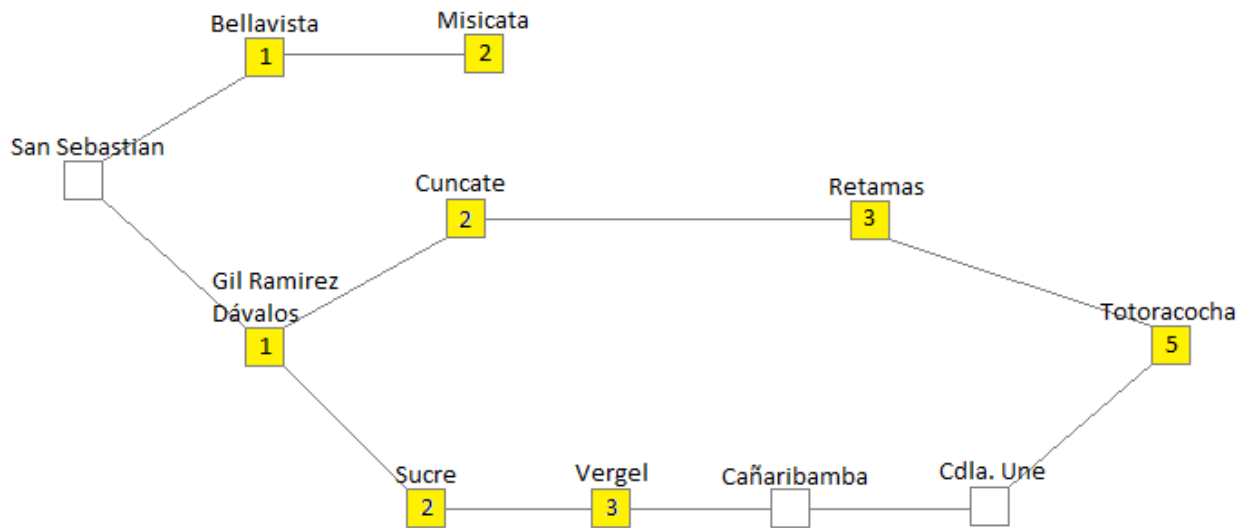 Bellavista
Misicata
1
2
San Sebastian
Cuncate
Retamas
2
3
Gil Ramirez
Dávalos
Totoracocha
1
5
Sucre
Vergel
Cañaribamba
Cdla. Une
2
3